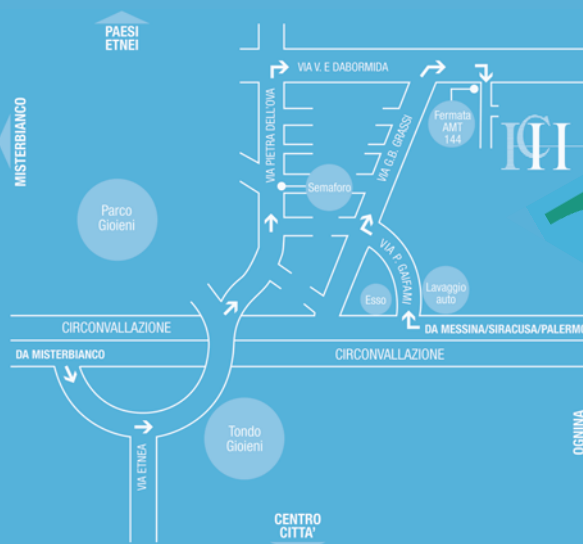 PAESI
ETNEI
VIA V. E DABORMIDA
MISTERBIANCO
VIA PIETRA DELL'OVA
VIA G.B. GRASSI
Fermata
AMT
144
Semaforo
Parco
Gioieni
VIA P. GAIFAMI
Esso
Lavaggio
auto
CIRCONVALLAZIONE
DA MESSINA/SIRACUSA/PALERMO
DA MISTERBIANCO
CIRCONVALLAZIONE
Tondo
Gioieni
VIA ETNEA
OGNINA
CENTRO
CITTA'